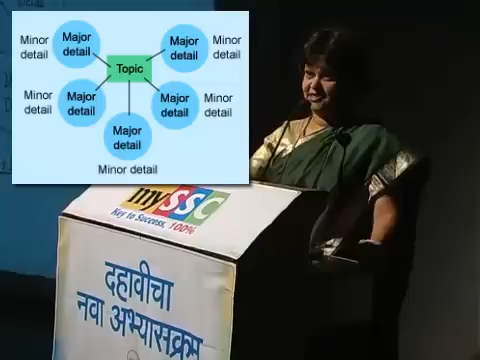 Minor
detail
Major
detail
Major
detail
Minor
detail
Topic
Minor
detail
Major
detail
Major
detail
Minor
detail
Major
detail
Minor detail
mySSC
Key to Success, 100%
दहावीचा
नवा अभ्यासक्रम